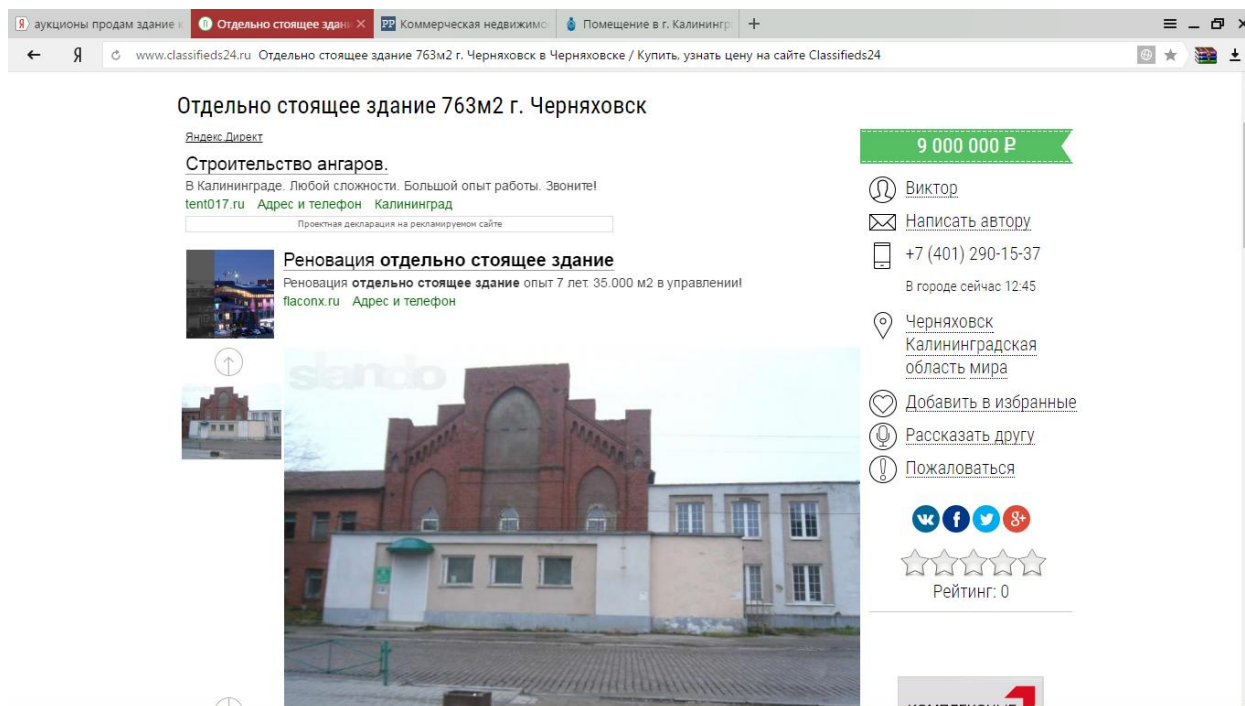 аукционы продам здание к
Отдельно стоящее здани
Коммерческая недвижимо
Помещение в г. Калинингр
www.classifieds24.ru Отдельно стоящее здание 763м2 г. Черняховск в Черняховске / Купить, узнать цену на сайте Classifieds24
Отдельно стоящее здание 763м2 г. Черняховск
Яндекс.Директ
Строительство ангаров.
В Калининграде. Любой сложности. Большой опыт работы. Звоните!
tent017.ru Адрес и телефон Калининград
Проектная декларация на рекламируемом сайте
Реновация отдельно стоящее здание
Реновация отдельно стоящее здание опыт 7 лет. 35.000 м2 в управлении!
flaconx.ru Адрес и телефон
slando
9 000 000 ₽
Виктор
Написать автору
+7 (401) 290-15-37
В городе сейчас 12:45
Черняховск
Калининградская
область мира
Добавить в избранные
Рассказать другу
Пожаловаться
Рейтинг: 0
КОМПЛЕКСНЫЕ